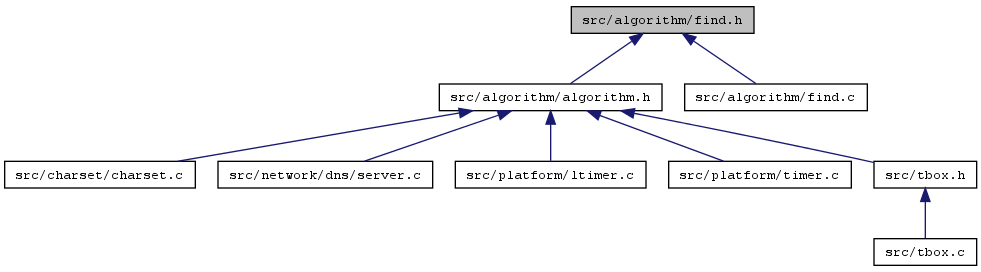 src/algorithm/find.h
src/algorithm/algorithm.h
src/algorithm/find.c
src/charset/charset.c
src/network/dns/server.c
src/platform/ltimer.c
src/platform/timer.c
src/tbox.h
src/tbox.c